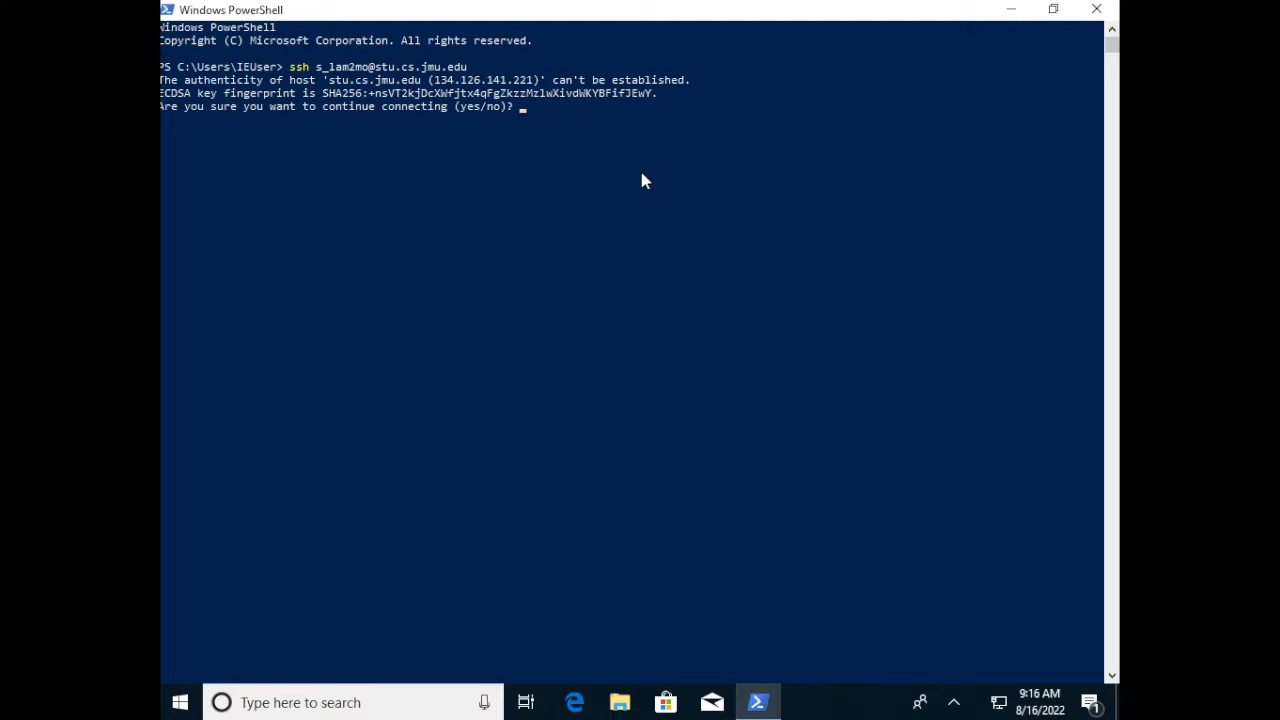 Windows PowerShell
Windows PowerShell
Copyright (C) Microsoft Corporation. All rights reserved.
PS C:\Users\IEUser> ssh s_lam2mo@stu.cs.jmu.edu
The authenticity of host 'stu.cs.jmu.edu (134.126.141.221)' can't be established.
ECDSA key fingerprint is SHA256:+nsVT2kjDcXWfjtx4qFgZkzzMzlwXivdWKYBFifJEwY.
Are you sure you want to continue connecting (yes/no)?
Type here to search
9:16 AM
8/16/2022
1